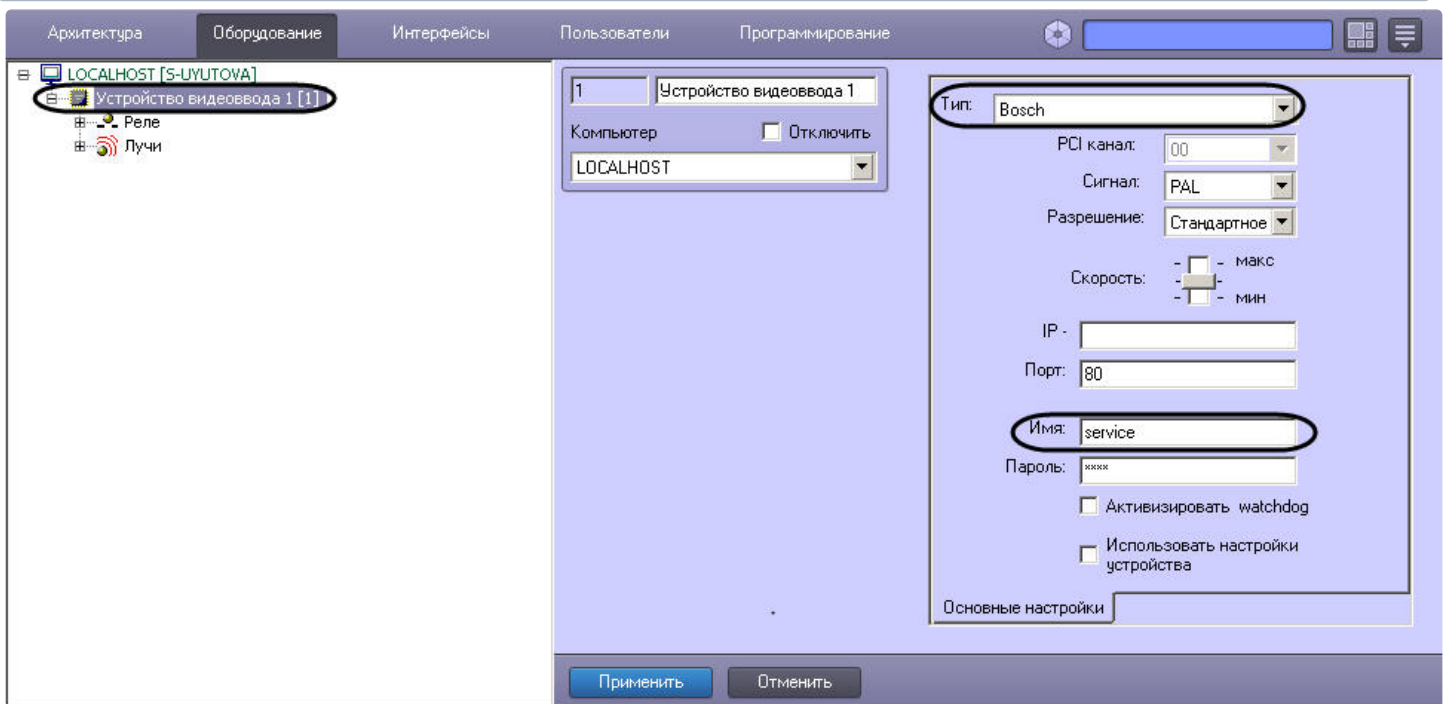 Архитектура Оборудование Интерфейсы Пользователи Программирование
LOCALHOST [S-UYUTOVA]
Устройство видеоввода 1 [1]
Реле
Лучи
1 Устройство видеоввода 1
Компьютер Отключить
LOCALHOST
Тип: Bosch
PCI канал: 00
Сигнал: PAL
Разрешение: Стандартное
Скорость: макс
мин
IP -
Порт: 80
Имя: service
Пароль: ****
Активизировать watchdog
Использовать настройки
устройства
Основные настройки
Применить Отменить